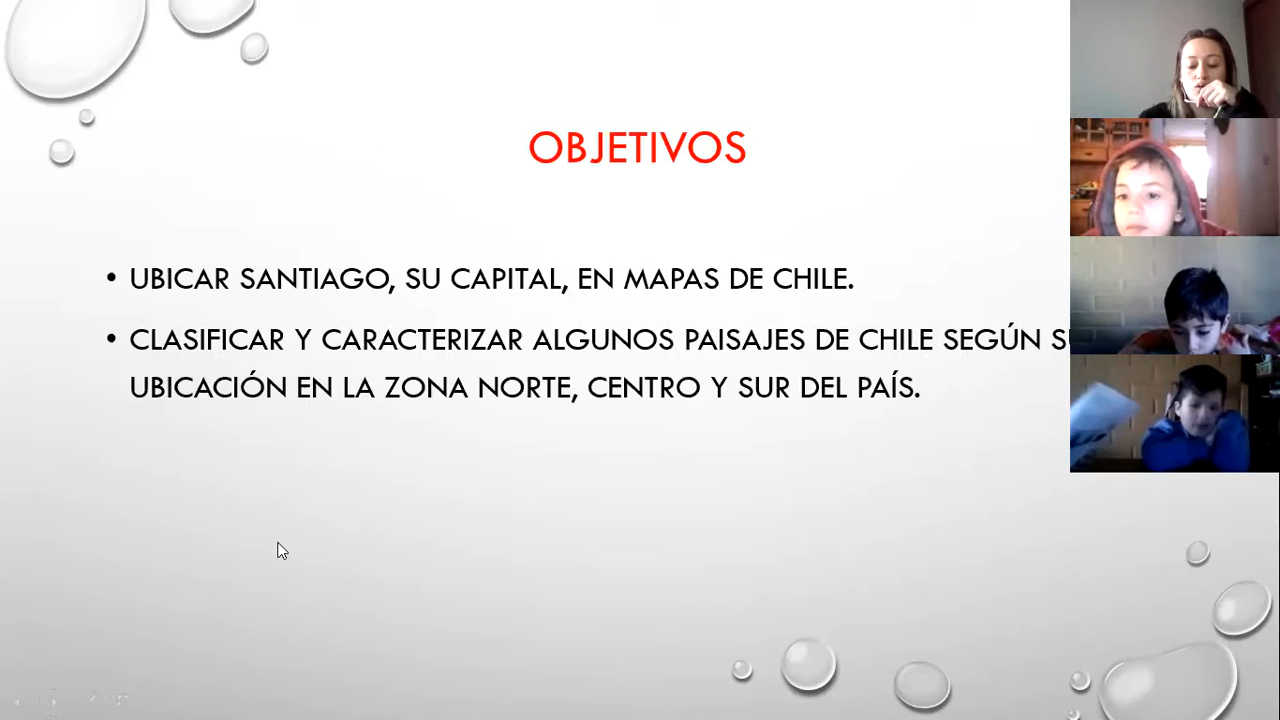 OBJETIVOS
• UBICAR SANTIAGO, SU CAPITAL, EN MAPAS DE CHILE.
• CLASIFICAR Y CARACTERIZAR ALGUNOS PAISAJES DE CHILE SEGÚN
UBICACIÓN EN LA ZONA NORTE, CENTRO Y SUR DEL PAÍS.